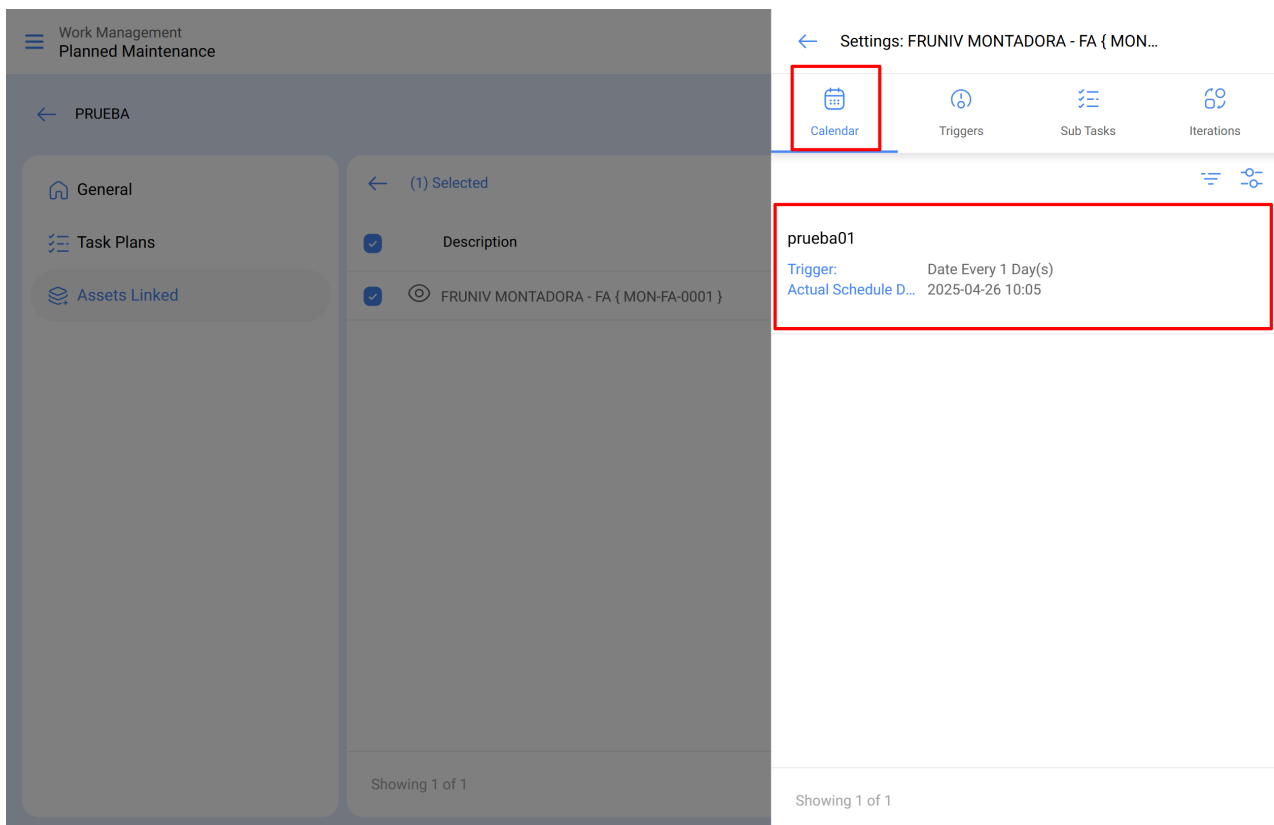 Work Management
Planned Maintenance
PRUEBA
General
Task Plans
Assets Linked
(1) Selected
Description
FRUNIV MONTADORA - FA { MON-FA-0001 }
Showing 1 of 1
Settings: FRUNIV MONTADORA - FA { MON...
Calendar
Triggers
Sub Tasks
Iterations
prueba01
Trigger: Date Every 1 Day(s)
Actual Schedule D... 2025-04-26 10:05
Showing 1 of 1